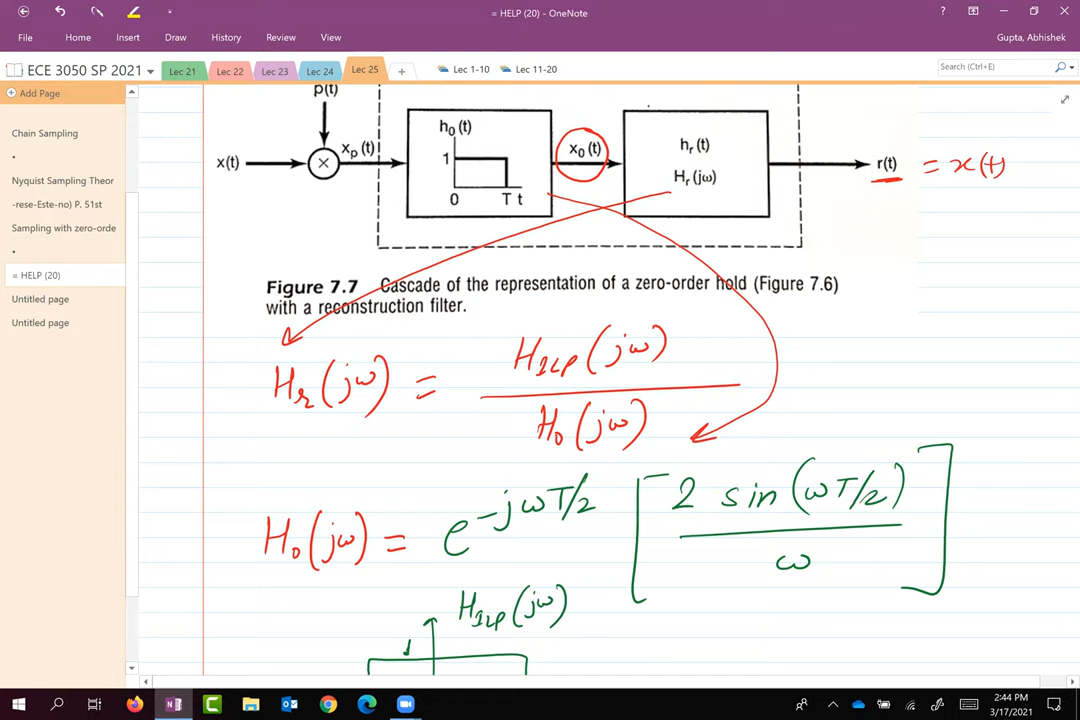 = HELP (20) - OneNote
? Gupta, Abhishek
File Home Insert Draw History Review View
ECE 3050 SP 2021 Lec 21 Lec 22 Lec 23 Lec 24 Lec 25 + Lec 1-10 Lec 11-20 Search (Ctrl+E)
Add Page
Chain Sampling
Nyquist Sampling Theor
-rese-Este-no) P. 51st
Sampling with zero-orde
= HELP (20)
Untitled page
Untitled page
p(t)
x(t) × xₚ(t) h₀(t) 1 0 T t x₀(t) hᵣ(t) Hᵣ(jω) r(t) = x(t)
Figure 7.7 Cascade of the representation of a zero-order hold (Figure 7.6)
with a reconstruction filter.
Hᵣ(jω) = H_ILP(jω) / H₀(jω)
H₀(jω) = e^(-jωT/2) [2 sin(ωT/2) / ω]
H_ILP(jω)
1
2:44 PM
3/17/2021